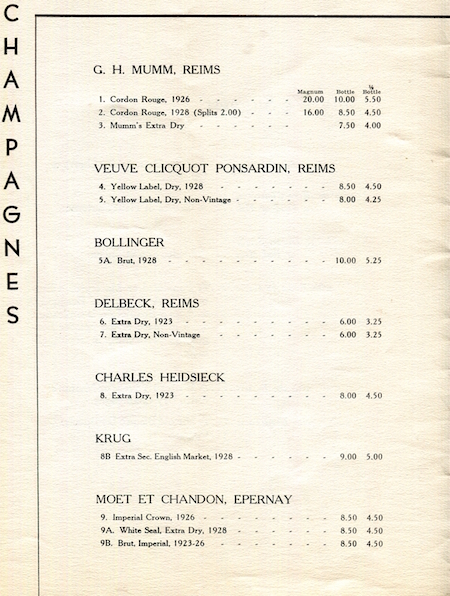 CHAMPAGNES
G. H. MUMM, REIMS
Magnum Bottle ½ Bottle
1. Cordon Rouge, 1926 - - - - - - 20.00 10.00 5.50
2. Cordon Rouge, 1928 (Splits 2.00) - - - 16.00 8.50 4.50
3. Mumm's Extra Dry - - - - - - 7.50 4.00
VEUVE CLICQUOT PONSARDIN, REIMS
4. Yellow Label, Dry, 1928 - - - - - - - 8.50 4.50
5. Yellow Label, Dry, Non-Vintage - - - - - - 8.00 4.25
BOLLINGER
5A. Brut, 1928 - - - - - - - - - 10.00 5.25
DELBECK, REIMS
6. Extra Dry, 1923 - - - - - - - - 6.00 3.25
7. Extra Dry, Non-Vintage - - - - - - - 6.00 3.25
CHARLES HEIDSIECK
8. Extra Dry, 1923 - - - - - - - - 8.00 4.50
KRUG
8B Extra Sec. English Market, 1928 - - - - - - 9.00 5.00
MOET ET CHANDON, EPERNAY
9. Imperial Crown, 1926 - - - - - - - 8.50 4.50
9A. White Seal, Extra Dry, 1928 - - - - - - 8.50 4.50
9B. Brut, Imperial, 1923-26 - - - - - - - 8.50 4.50